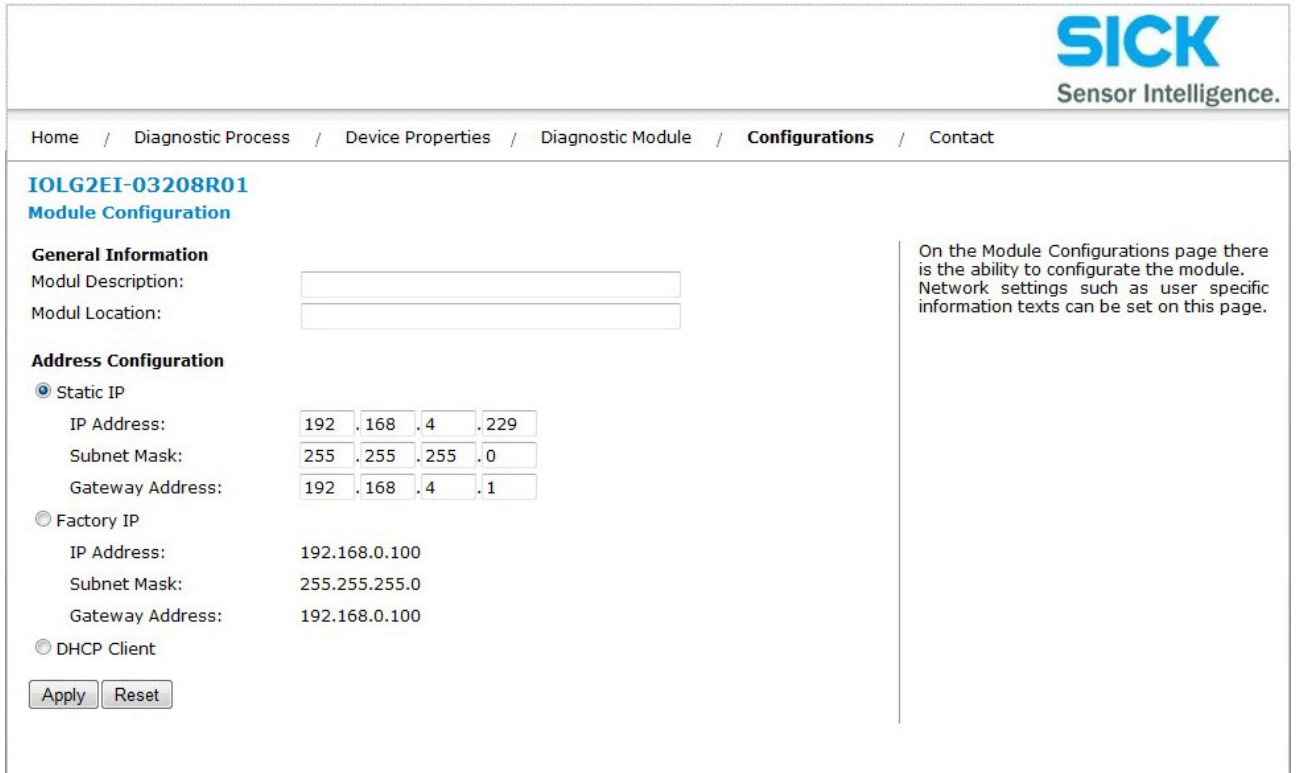 SICK
Sensor Intelligence.
Home / Diagnostic Process / Device Properties / Diagnostic Module / Configurations / Contact
IOLG2EI-03208R01
Module Configuration
General Information
Modul Description:
Modul Location:
Address Configuration
Static IP
IP Address: 192 . 168 . 4 . 229
Subnet Mask: 255 . 255 . 255 . 0
Gateway Address: 192 . 168 . 4 . 1
Factory IP
IP Address: 192.168.0.100
Subnet Mask: 255.255.255.0
Gateway Address: 192.168.0.100
DHCP Client
Apply Reset
On the Module Configurations page there
is the ability to configurate the module.
Network settings such as user specific
information texts can be set on this page.